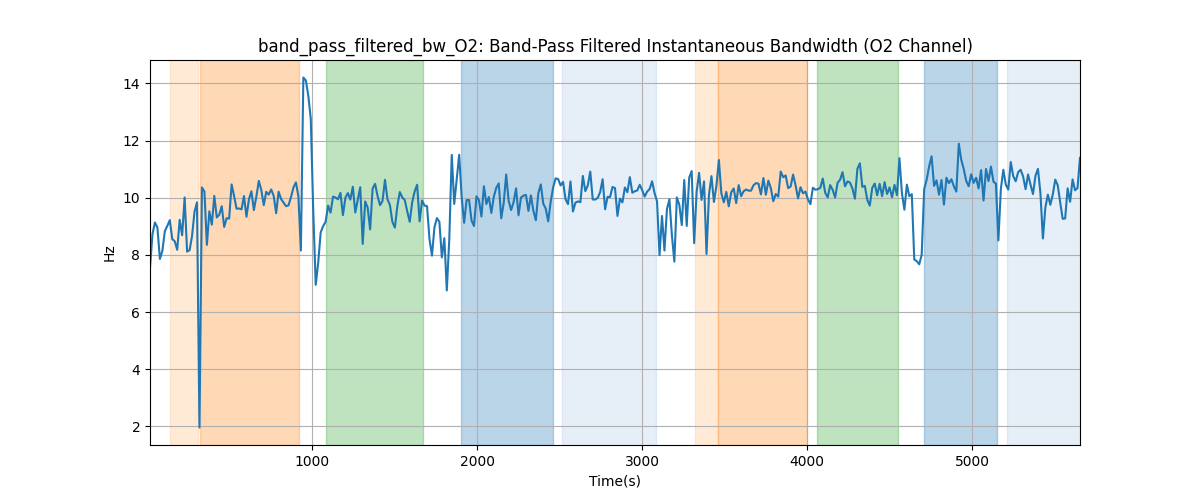 band_pass_filtered_bw_O2: Band-Pass Filtered Instantaneous Bandwidth (O2 Channel)
14
12
10
8
6
4
2
Hz
1000 2000 3000 4000 5000
Time(s)